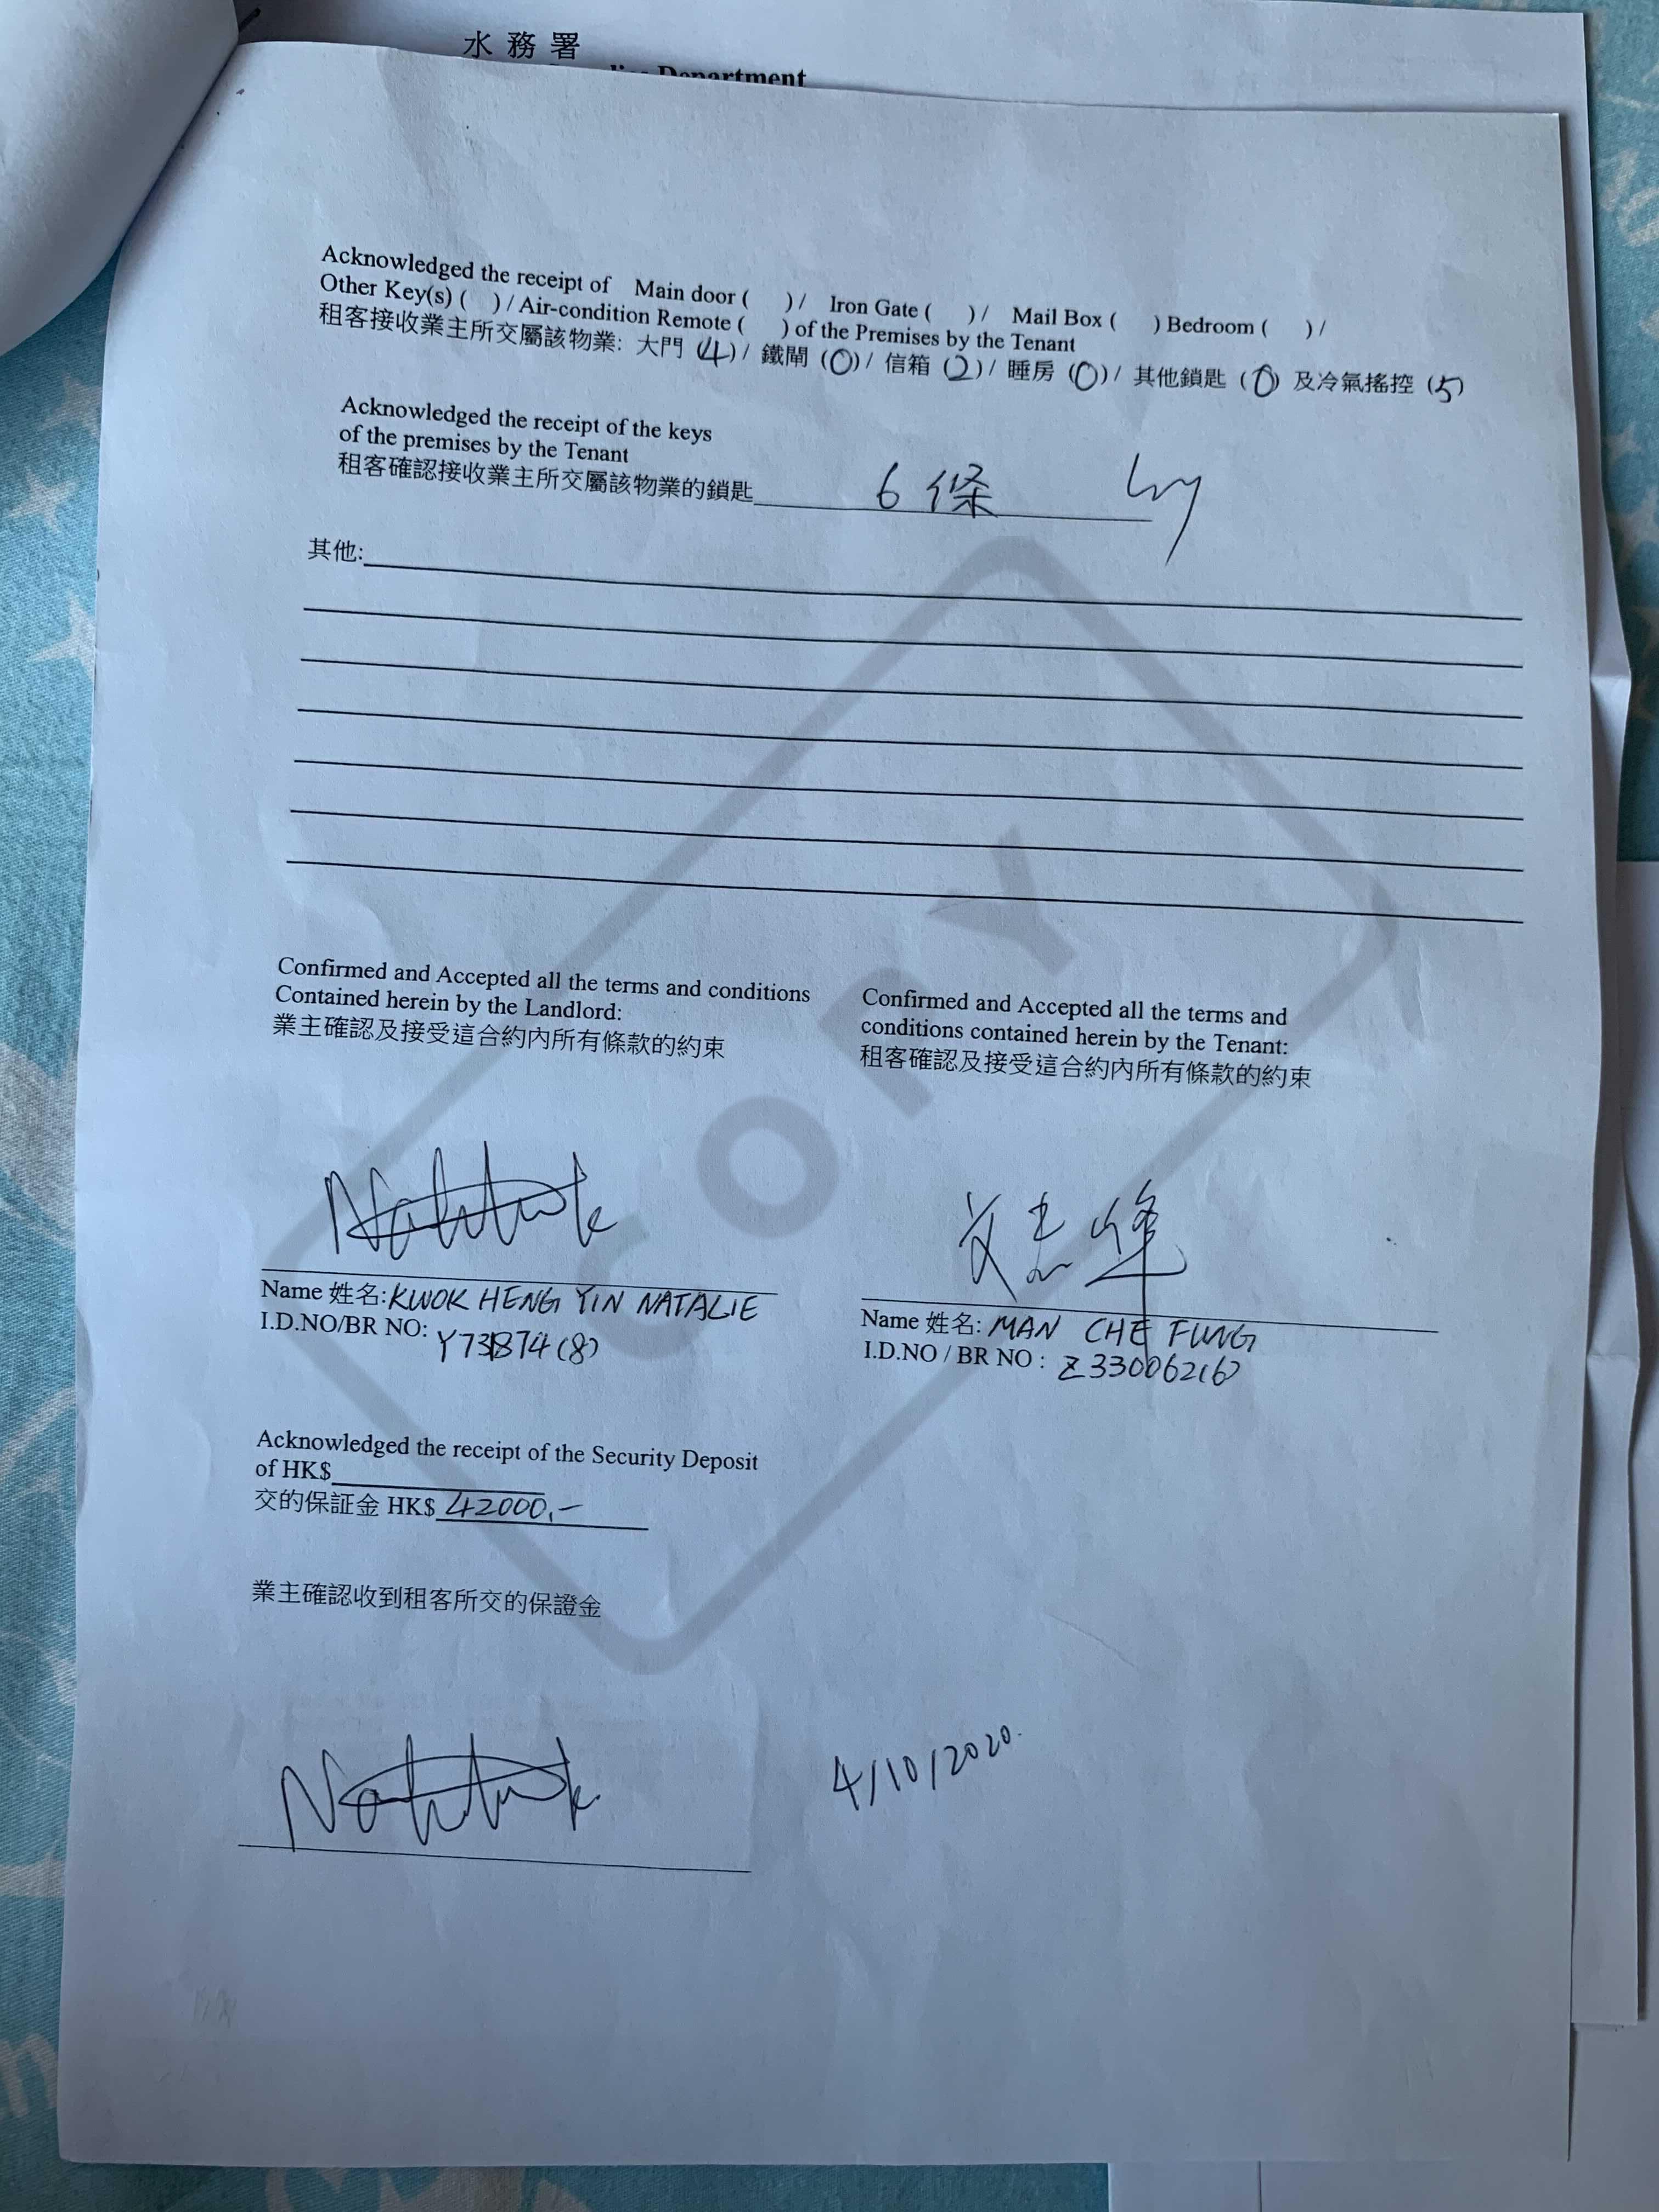 水務署
Department
Acknowledged the receipt of Main door ( ) / Iron Gate ( ) / Mail Box ( ) Bedroom ( ) /
Other Key(s) ( ) / Air-condition Remote ( ) of the Premises by the Tenant
租客接收業主所交屬該物業: 大門 (4) / 鐵閘 (0) / 信箱 (2) / 睡房 (0) / 其他鎖匙 (0) 及冷氣搖控 (5)
Acknowledged the receipt of the keys
of the premises by the Tenant
租客確認接收業主所交屬該物業的鎖匙 6條
其他:
COPY
Confirmed and Accepted all the terms and conditions
Contained herein by the Landlord:
業主確認及接受這合約內所有條款的約束
Confirmed and Accepted all the terms and
conditions contained herein by the Tenant:
租客確認及接受這合約內所有條款的約束
文志峰
Name 姓名: KWOK HENG YIN NATALIE
I.D.NO/BR NO:
Name 姓名: MAN CHE FUNG
I.D.NO / BR NO : Z330062(6)
Acknowledged the receipt of the Security Deposit
of HK$
交的保証金 HK$ 42000.-
業主確認收到租客所交的保證金
4/10/2020.